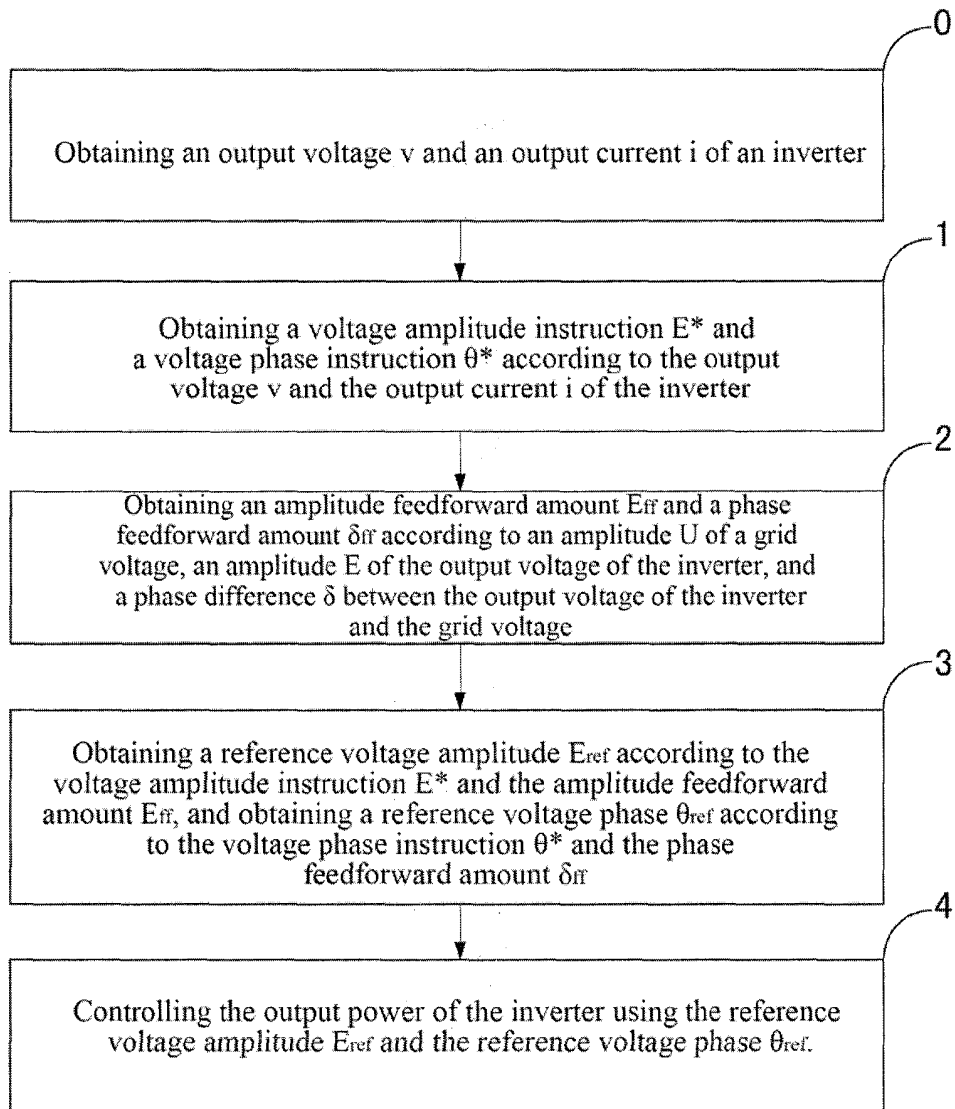 0
Obtaining an output voltage v and an output current i of an inverter
1
Obtaining a voltage amplitude instruction E* and
a voltage phase instruction θ* according to the output
voltage v and the output current i of the inverter
2
Obtaining an amplitude feedforward amount Eff and a phase
feedforward amount δff according to an amplitude U of a grid
voltage, an amplitude E of the output voltage of the inverter, and
a phase difference δ between the output voltage of the inverter
and the grid voltage
3
Obtaining a reference voltage amplitude Eref according to the
voltage amplitude instruction E* and the amplitude feedforward
amount Eff, and obtaining a reference voltage phase θref according
to the voltage phase instruction θ* and the phase
feedforward amount δff
4
Controlling the output power of the inverter using the reference
voltage amplitude Eref and the reference voltage phase θref.